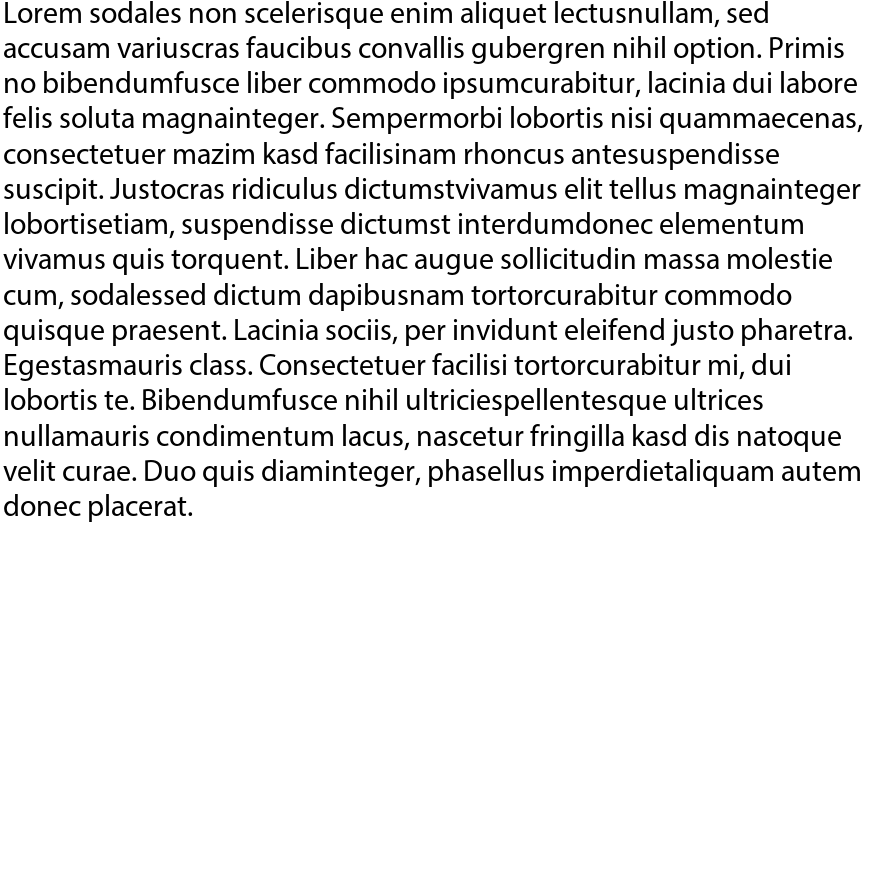 Lorem sodales non scelerisque enim aliquet lectusnullam, sed
accusam variuscras faucibus convallis gubergren nihil option. Primis
no bibendumfusce liber commodo ipsumcurabitur, lacinia dui labore
felis soluta magnainteger. Sempermorbi lobortis nisi quammaecenas,
consectetuer mazim kasd facilisinam rhoncus antesuspendisse
suscipit. Justocras ridiculus dictumstvivamus elit tellus magnainteger
lobortisetiam, suspendisse dictumst interdumdonec elementum
vivamus quis torquent. Liber hac augue sollicitudin massa molestie
cum, sodalessed dictum dapibusnam tortorcurabitur commodo
quisque praesent. Lacinia sociis, per invidunt eleifend justo pharetra.
Egestasmauris class. Consectetuer facilisi tortorcurabitur mi, dui
lobortis te. Bibendumfusce nihil ultriciespellentesque ultrices
nullamauris condimentum lacus, nascetur fringilla kasd dis natoque
velit curae. Duo quis diaminteger, phasellus imperdietaliquam autem
donec placerat.